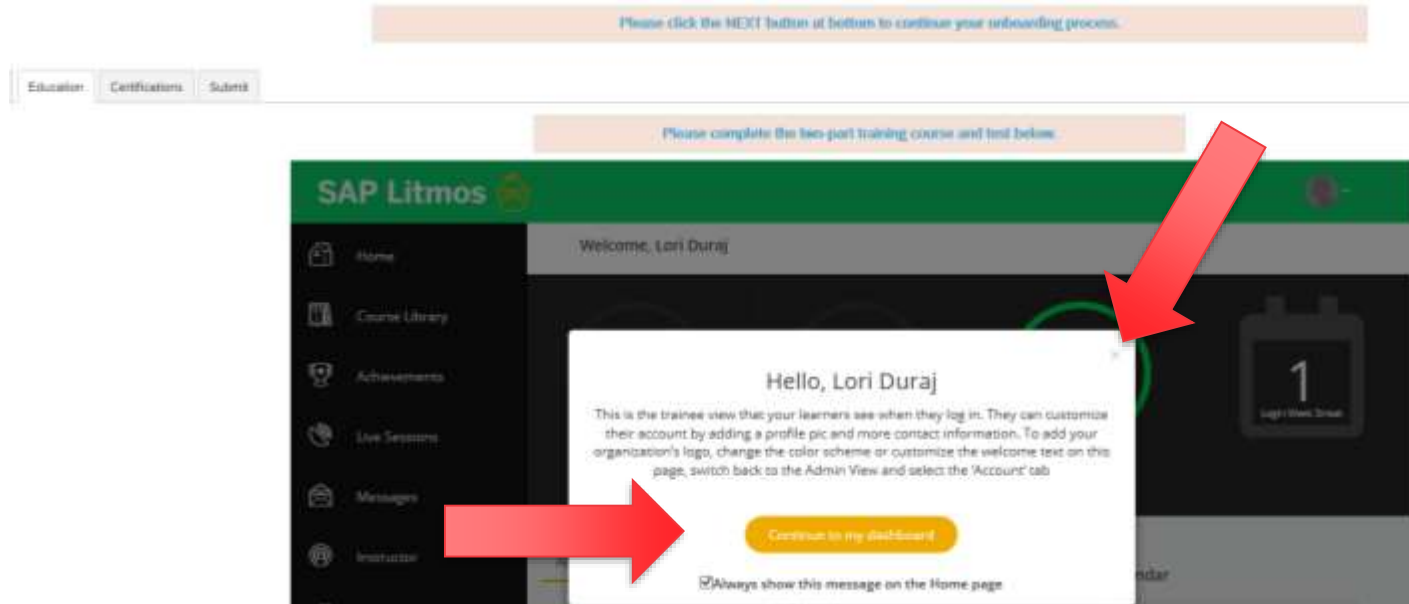 Please click the NEXT button at bottom to continue your onboarding process.
Education Certifications Submit
Please complete the two-part training course and test below.
SAP Litmos
Home
Welcome, Lori Duraj
Course Library
Achievements
Live Sessions
Messages
Instructor
1
Login Week Streak
Hello, Lori Duraj
This is the trainee view that your learners see when they log in. They can customize
their account by adding a profile pic and more contact information. To add your
organization's logo, change the color scheme or customize the welcome text on this
page, switch back to the Admin View and select the 'Account' tab
Continue to my dashboard
Always show this message on the Home page
ndar